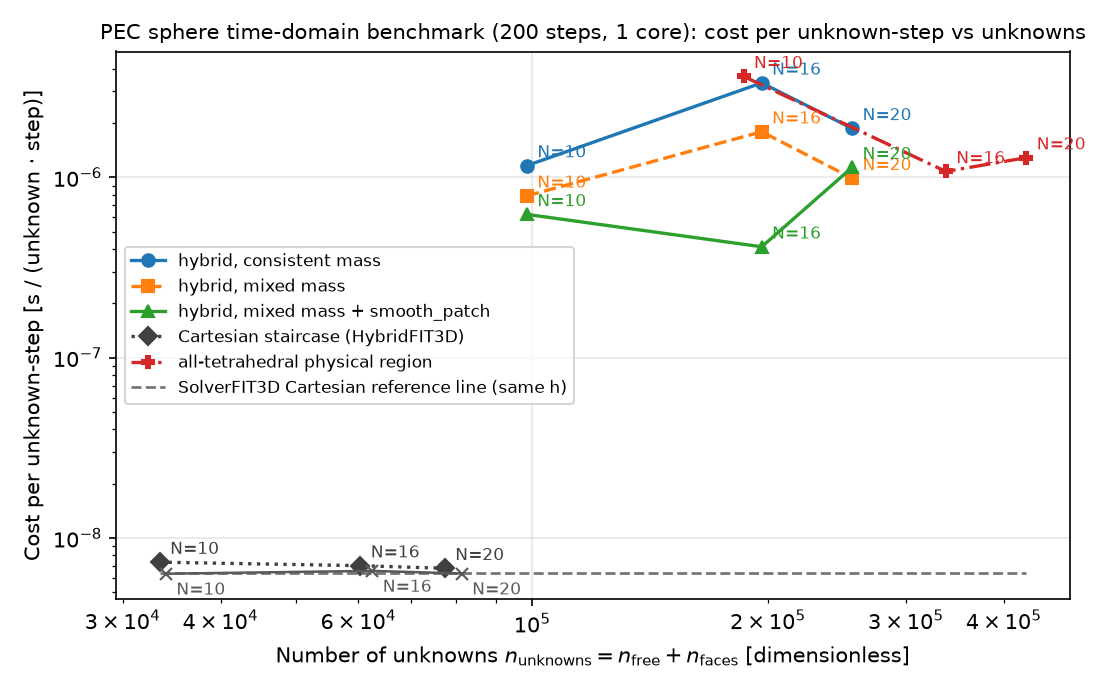 PEC sphere time-domain benchmark (200 steps, 1 core): cost per unknown-step vs unknowns
Cost per unknown-step [s / (unknown · step)]
10⁻⁶
10⁻⁷
10⁻⁸
N=10
N=16
N=20
N=10
N=16
N=20
N=10
N=16
N=20
N=10
N=16
N=20
hybrid, consistent mass
hybrid, mixed mass
hybrid, mixed mass + smooth_patch
Cartesian staircase (HybridFIT3D)
all-tetrahedral physical region
SolverFIT3D Cartesian reference line (same h)
N=10
N=16
N=20
N=10
N=16
N=20
3 × 10⁴
4 × 10⁴
6 × 10⁴
10⁵
2 × 10⁵
3 × 10⁵
4 × 10⁵
Number of unknowns n_unknowns = n_free + n_faces [dimensionless]